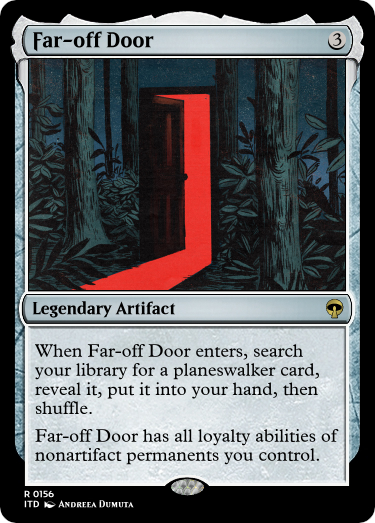 Far-off Door
3
Legendary Artifact
When Far-off Door enters, search
your library for a planeswalker card,
reveal it, put it into your hand, then
shuffle.
Far-off Door has all loyalty abilities of
nonartifact permanents you control.
R 0156
ITD Andreea Dumuta